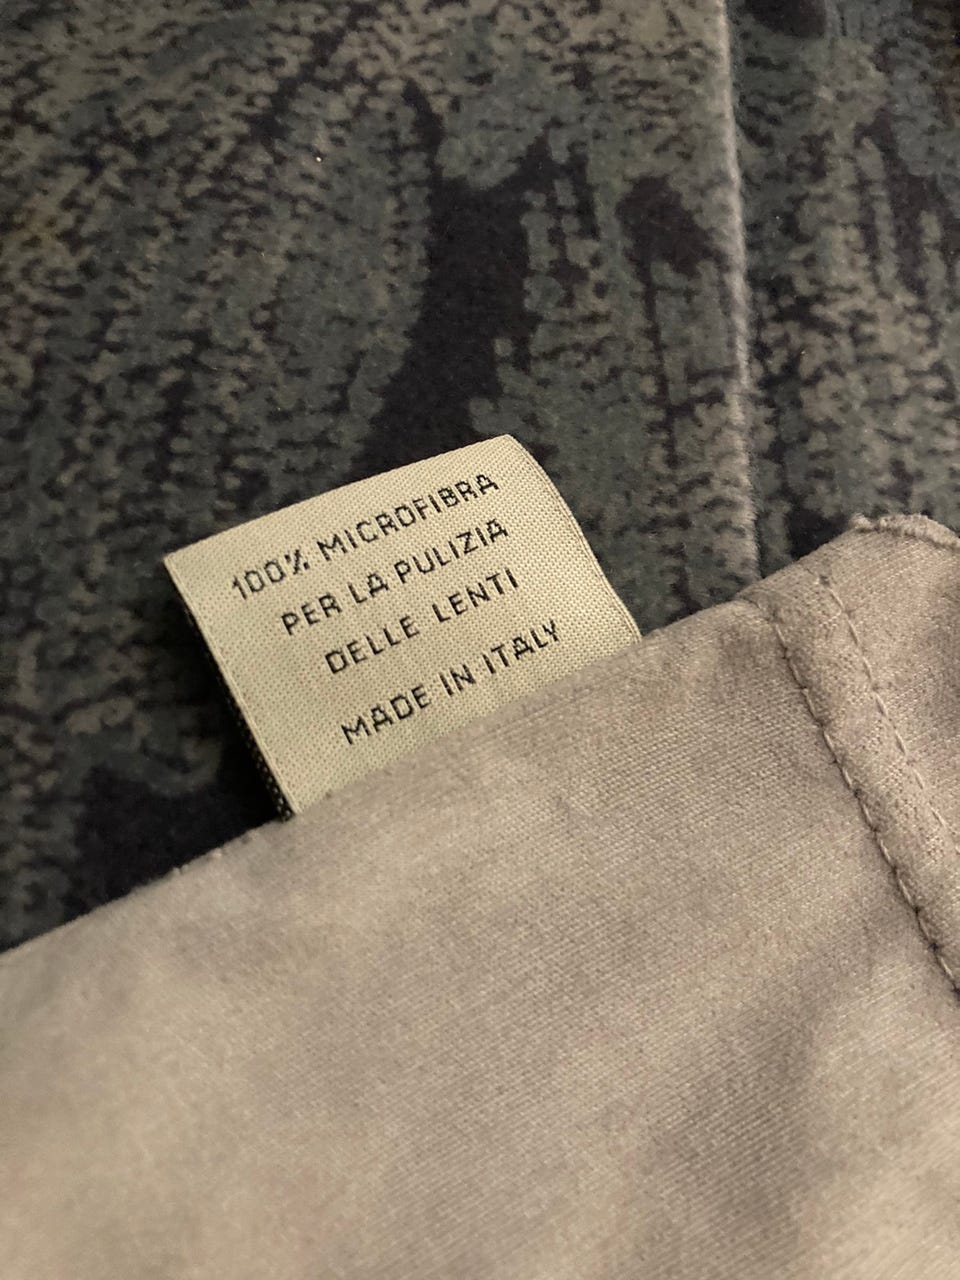 100% MICROFIBRA
PER LA PULIZIA
DELLE LENTI
MADE IN ITALY